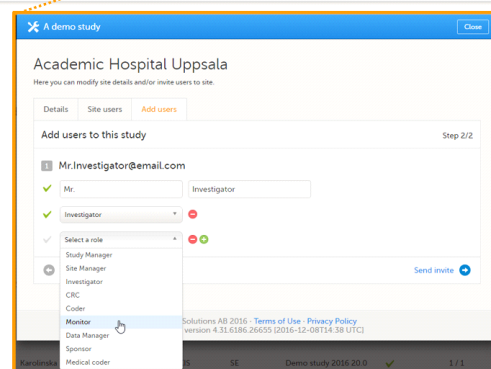 A demo study
Close
Academic Hospital Uppsala
Here you can modify site details and/or invite users to site.
Details
Site users
Add users
Add users to this study
Step 2/2
1
Mr.Investigator@email.com
Mr.
Investigator
Investigator
Select a role
Study Manager
Site Manager
Investigator
CRC
Coder
Monitor
Data Manager
Sponsor
Medical coder
Send invite
Solutions AB 2016 - Terms of Use - Privacy Policy
version 4.31.6186.26655 [2016-12-08T14:38 UTC]
Karolinska
SE
Demo study 2016 20.0
1 / 1